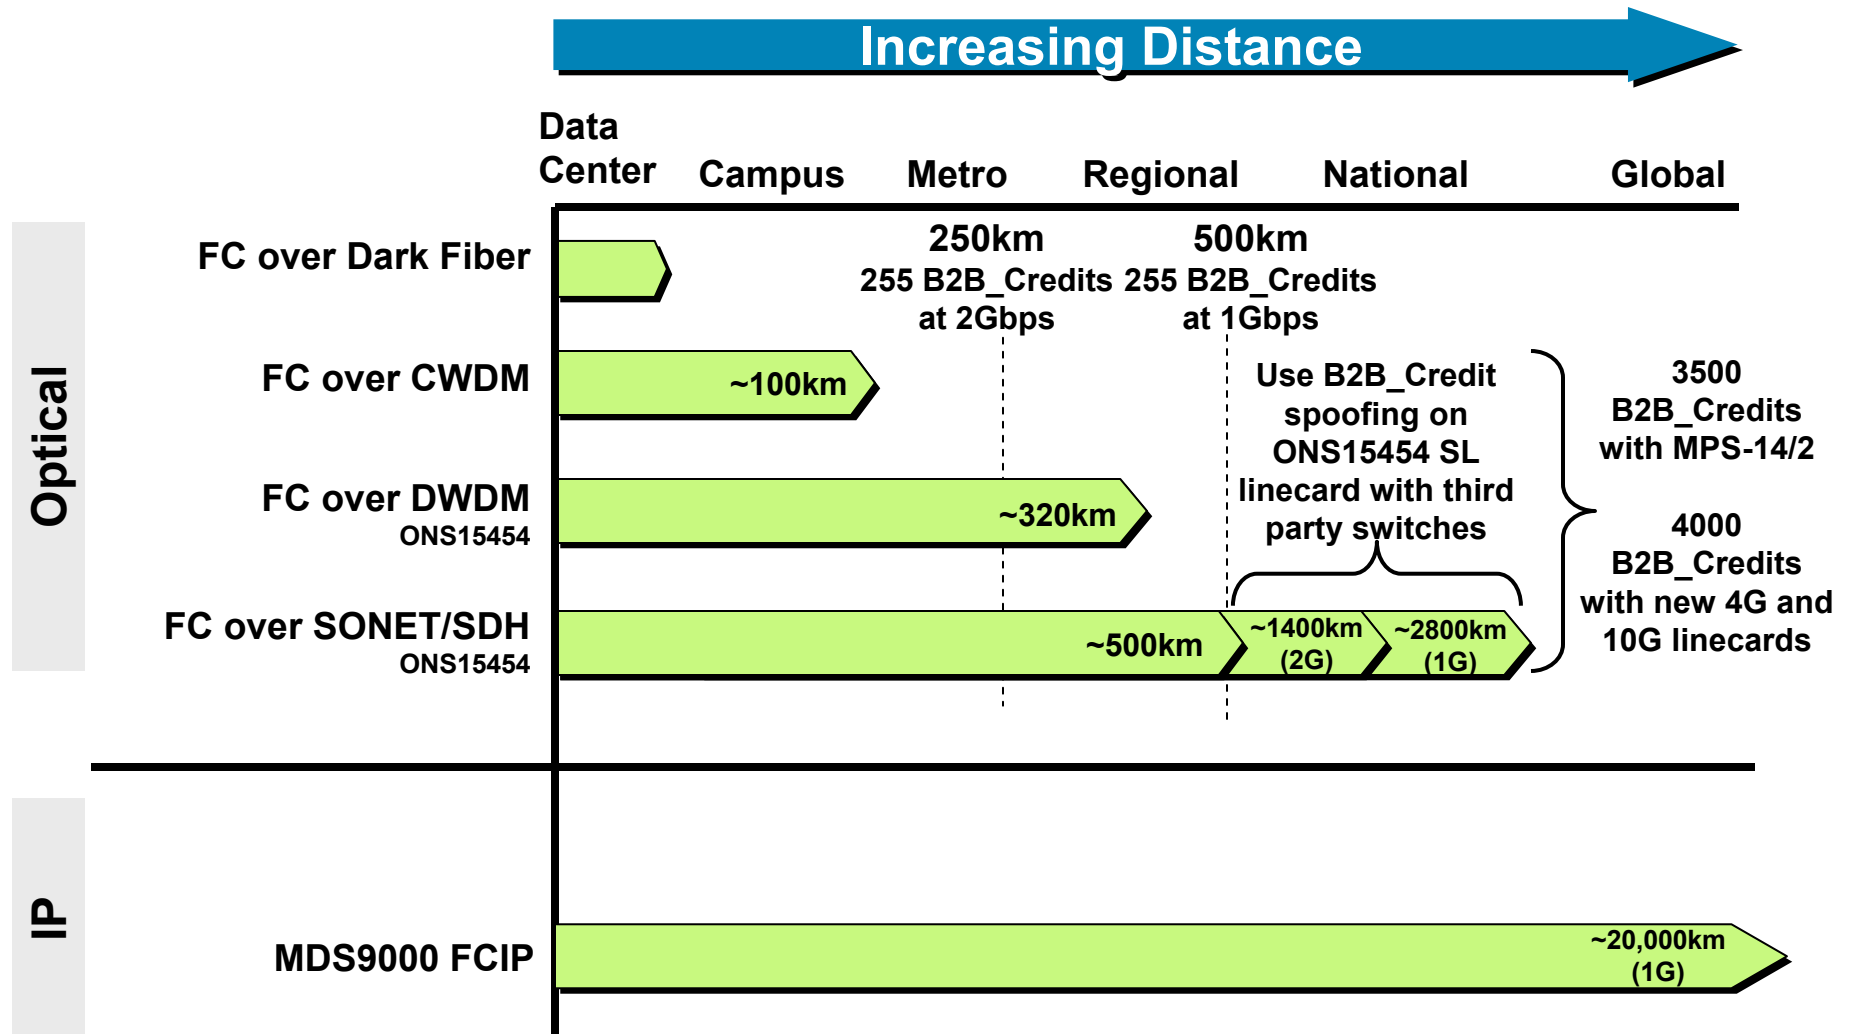 Increasing Distance
Data
Center
Campus
Metro
Regional
National
Global
Optical
FC over Dark Fiber
250km
255 B2B_Credits
at 2Gbps
500km
255 B2B_Credits
at 1Gbps
FC over CWDM
~100km
Use B2B_Credit
spoofing on
ONS15454 SL
linecard with third
party switches
3500
B2B_Credits
with MPS-14/2
4000
B2B_Credits
with new 4G and
10G linecards
FC over DWDM
ONS15454
~320km
FC over SONET/SDH
ONS15454
~500km
~1400km
(2G)
~2800km
(1G)
IP
MDS9000 FCIP
~20,000km
(1G)